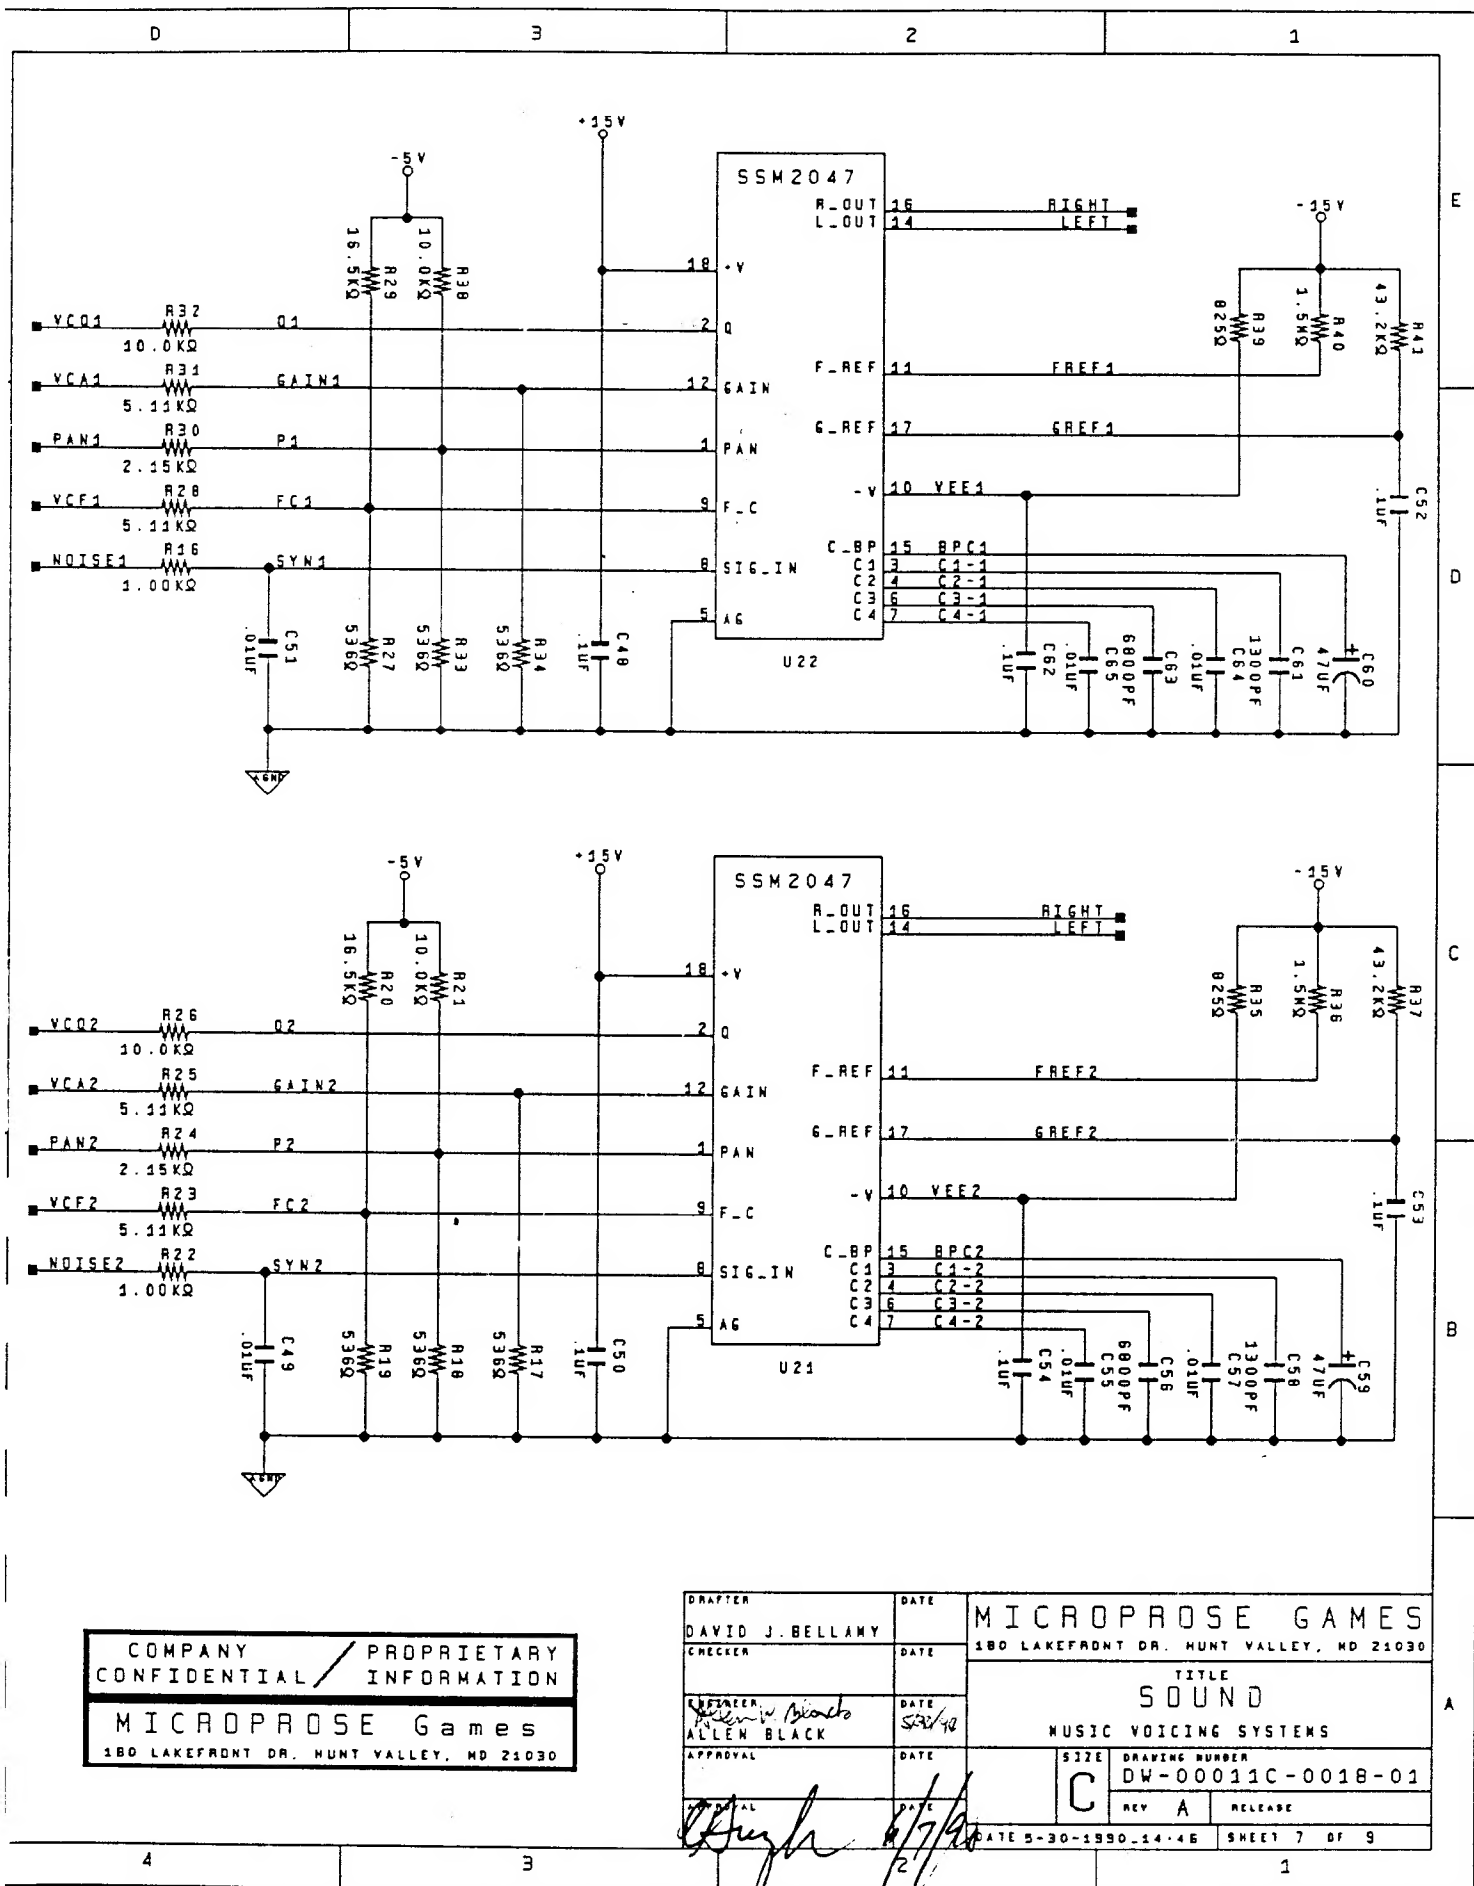 D 3 2 1
+15V
-5V
SSM2047
R_OUT 16 RIGHT
L_OUT 14 LEFT
-15V
E
16.5KΩ R29
10.0KΩ R38
18 +V
825Ω R39
1.5MΩ R40
43.2KΩ R41
VCQ1 R32 Q1 2 Q
10.0KΩ
F_REF 11 FREF1
VCA1 R31 GAIN1 12 GAIN
5.11KΩ
G_REF 17 GREF1
PAN1 R30 P1 1 PAN
2.15KΩ
-V 10 VEE1
.1UF C52
VCF1 R28 FC1 9 F_C
5.11KΩ
C_BP 15 BPC1
C1 3 C1-1
NOISE1 R16 SYN1 8 SIG_IN
1.00KΩ
C2 4 C2-1
C3 6 C3-1
C4 7 C4-1
D
5 AG
.01UF C51
536Ω R27
536Ω R33
536Ω R34
.1UF C48
U22
.1UF C62
.01UF C65
6800PF C63
.01UF C64
1300PF C61
47UF C60
AGND
-5V
+15V
SSM2047
R_OUT 16 RIGHT
L_OUT 14 LEFT
-15V
C
16.5KΩ R20
10.0KΩ R21
18 +V
825Ω R35
1.5MΩ R36
43.2KΩ R37
VCQ2 R26 Q2 2 Q
10.0KΩ
F_REF 11 FREF2
VCA2 R25 GAIN2 12 GAIN
5.11KΩ
G_REF 17 GREF2
PAN2 R24 P2 1 PAN
2.15KΩ
-V 10 VEE2
.1UF C53
VCF2 R23 FC2 9 F_C
5.11KΩ
C_BP 15 BPC2
C1 3 C1-2
NOISE2 R22 SYN2 8 SIG_IN
1.00KΩ
C2 4 C2-2
C3 6 C3-2
C4 7 C4-2
B
5 AG
.01UF C49
536Ω R19
536Ω R18
536Ω R17
.1UF C50
U21
.1UF C54
.01UF C55
6800PF C56
.01UF C57
1300PF C58
47UF C59
AGND
COMPANY CONFIDENTIAL / PROPRIETARY INFORMATION
MICROPROSE Games
180 LAKEFRONT DR. HUNT VALLEY, MD 21030
DRAFTER DATE
DAVID J. BELLAMY
CHECKER DATE
ENGINEER DATE
Allen W. Black
ALLEN BLACK
APPROVAL DATE
APPROVAL DATE
6/7/90
MICROPROSE GAMES
180 LAKEFRONT DR. HUNT VALLEY, MD 21030
TITLE
SOUND
MUSIC VOICING SYSTEMS
SIZE C
DRAWING NUMBER
DW-00011C-0018-01
REV A RELEASE
DATE 5-30-1990_14:46 SHEET 7 OF 9
A
4 3 2 1